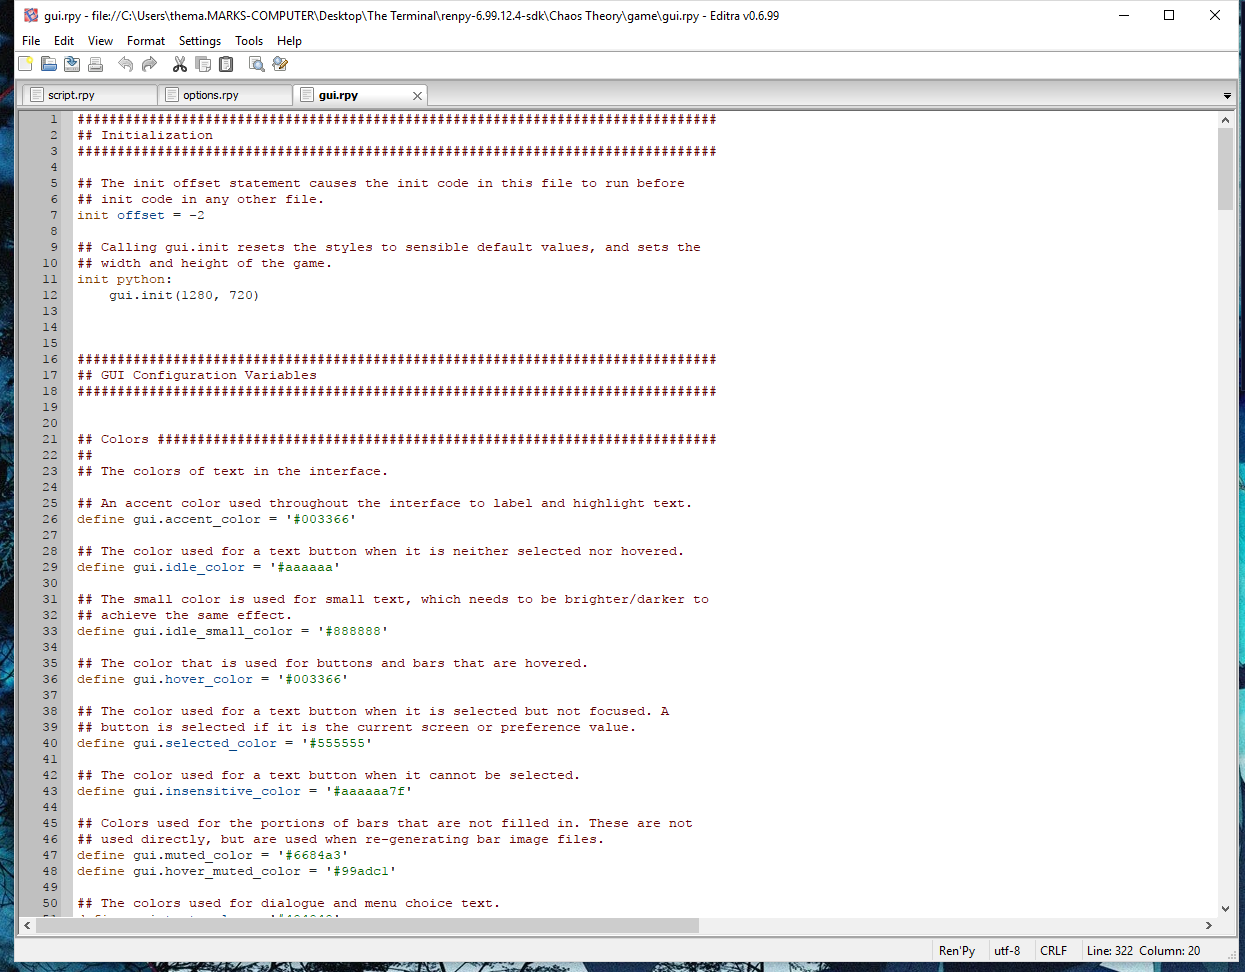 gui.rpy - file://C:\Users\thema.MARKS-COMPUTER\Desktop\The Terminal\renpy-6.99.12.4-sdk\Chaos Theory\game\gui.rpy - Editra v0.6.99
File Edit View Format Settings Tools Help
script.rpy options.rpy gui.rpy
1 ################################################################################
2 ## Initialization
3 ################################################################################
4
5 ## The init offset statement causes the init code in this file to run before
6 ## init code in any other file.
7 init offset = -2
8
9 ## Calling gui.init resets the styles to sensible default values, and sets the
10 ## width and height of the game.
11 init python:
12     gui.init(1280, 720)
13
14
15
16 ################################################################################
17 ## GUI Configuration Variables
18 ################################################################################
19
20
21 ## Colors ######################################################################
22 ##
23 ## The colors of text in the interface.
24
25 ## An accent color used throughout the interface to label and highlight text.
26 define gui.accent_color = '#003366'
27
28 ## The color used for a text button when it is neither selected nor hovered.
29 define gui.idle_color = '#aaaaaa'
30
31 ## The small color is used for small text, which needs to be brighter/darker to
32 ## achieve the same effect.
33 define gui.idle_small_color = '#888888'
34
35 ## The color that is used for buttons and bars that are hovered.
36 define gui.hover_color = '#003366'
37
38 ## The color used for a text button when it is selected but not focused. A
39 ## button is selected if it is the current screen or preference value.
40 define gui.selected_color = '#555555'
41
42 ## The color used for a text button when it cannot be selected.
43 define gui.insensitive_color = '#aaaaaa7f'
44
45 ## Colors used for the portions of bars that are not filled in. These are not
46 ## used directly, but are used when re-generating bar image files.
47 define gui.muted_color = '#6684a3'
48 define gui.hover_muted_color = '#99adc1'
49
50 ## The colors used for dialogue and menu choice text.
Ren'Py utf-8 CRLF Line: 322 Column: 20